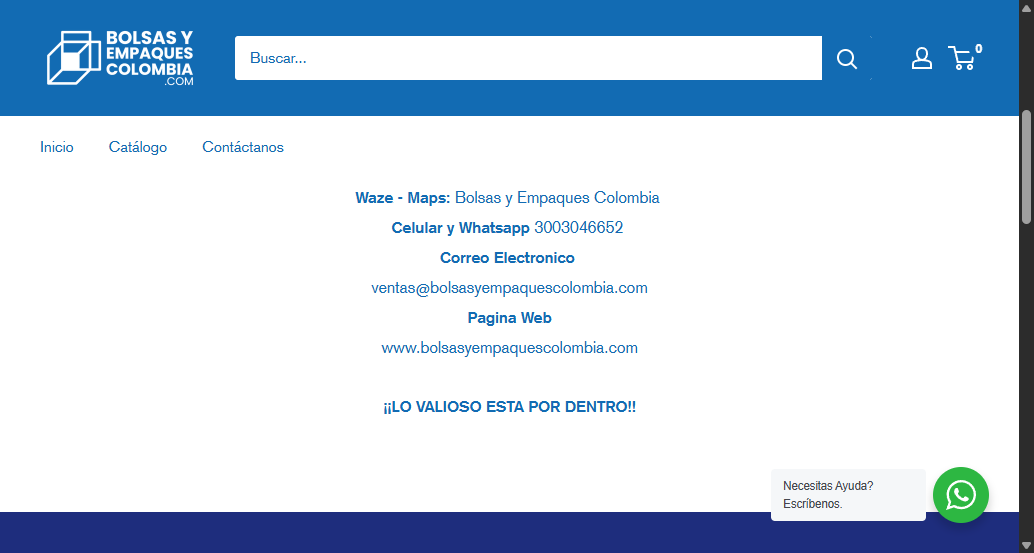 BOLSAS Y
EMPAQUES
COLOMBIA
.COM
Buscar...
0
Inicio
Catálogo
Contáctanos
Waze - Maps: Bolsas y Empaques Colombia
Celular y Whatsapp 3003046652
Correo Electronico
ventas@bolsasyempaquescolombia.com
Pagina Web
www.bolsasyempaquescolombia.com
¡¡LO VALIOSO ESTA POR DENTRO!!
Necesitas Ayuda?
Escríbenos.